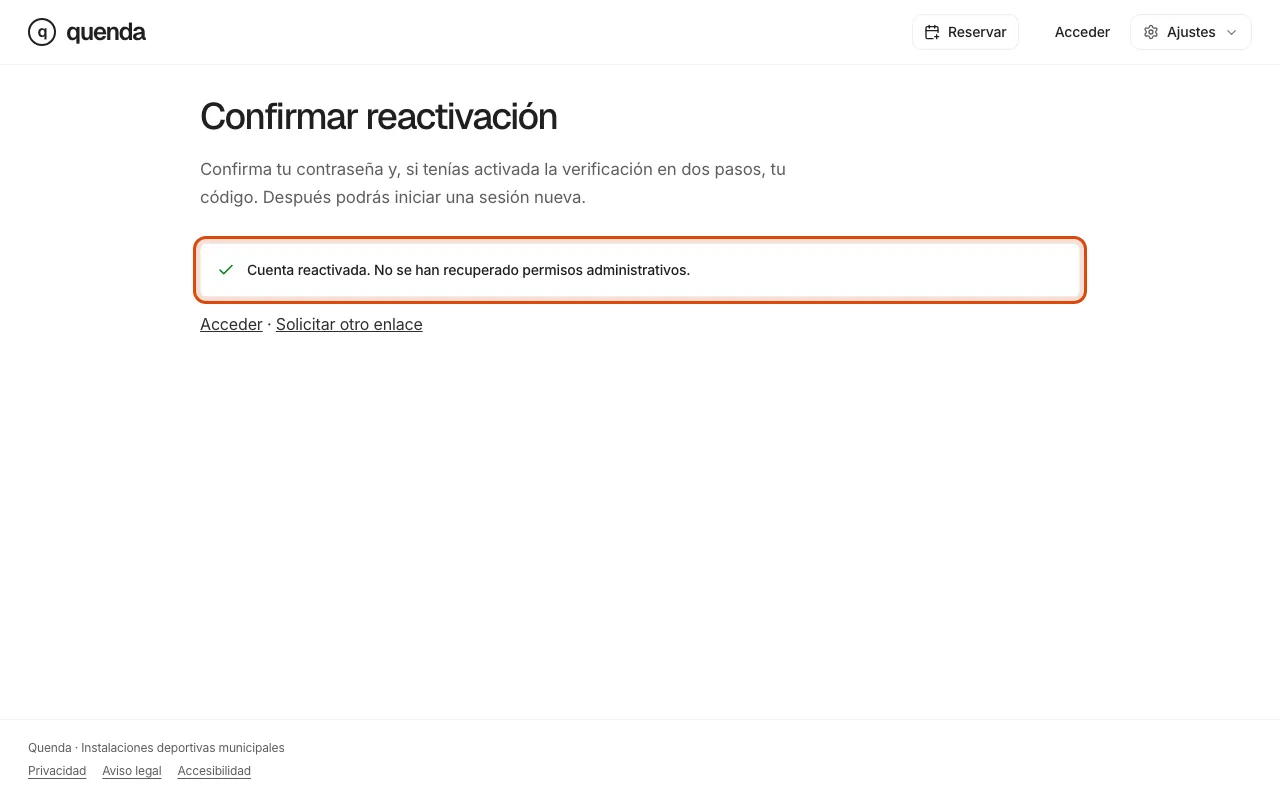 q quenda
Reservar
Acceder
Ajustes
Confirmar reactivación
Confirma tu contraseña y, si tenías activada la verificación en dos pasos, tu
código. Después podrás iniciar una sesión nueva.
Cuenta reactivada. No se han recuperado permisos administrativos.
Acceder · Solicitar otro enlace
Quenda · Instalaciones deportivas municipales
Privacidad Aviso legal Accesibilidad